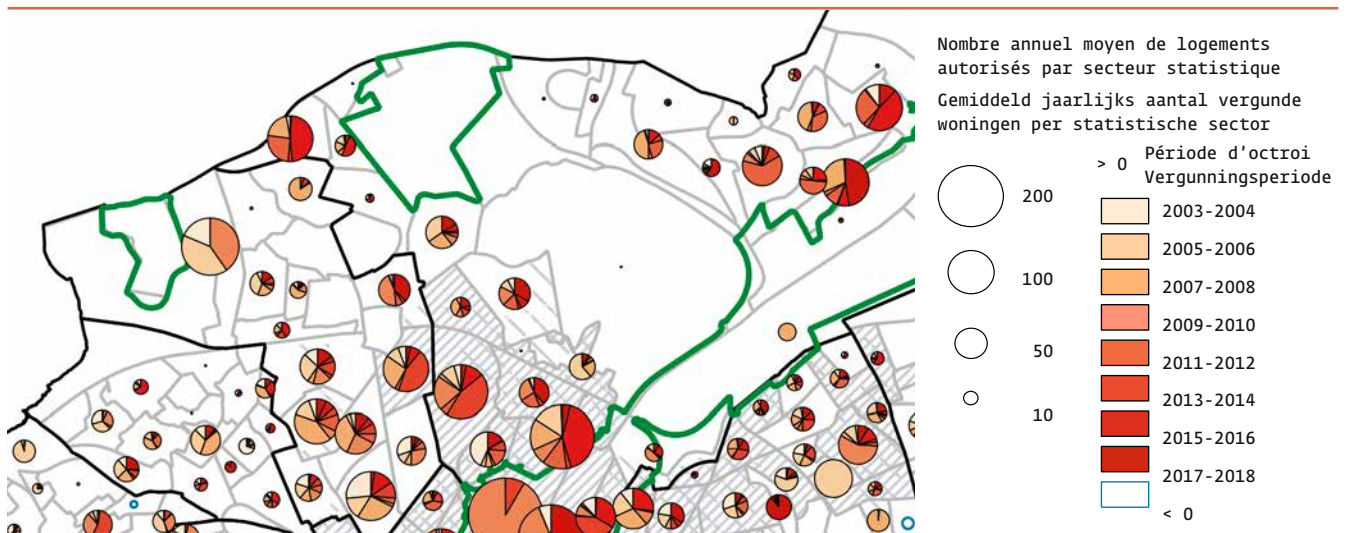 Nombre annuel moyen de logements
autorisés par secteur statistique
Gemiddeld jaarlijks aantal vergunde
woningen per statistische sector
200
100
50
10
> 0 Période d'octroi
Vergunningsperiode
2003-2004
2005-2006
2007-2008
2009-2010
2011-2012
2013-2014
2015-2016
2017-2018
< 0